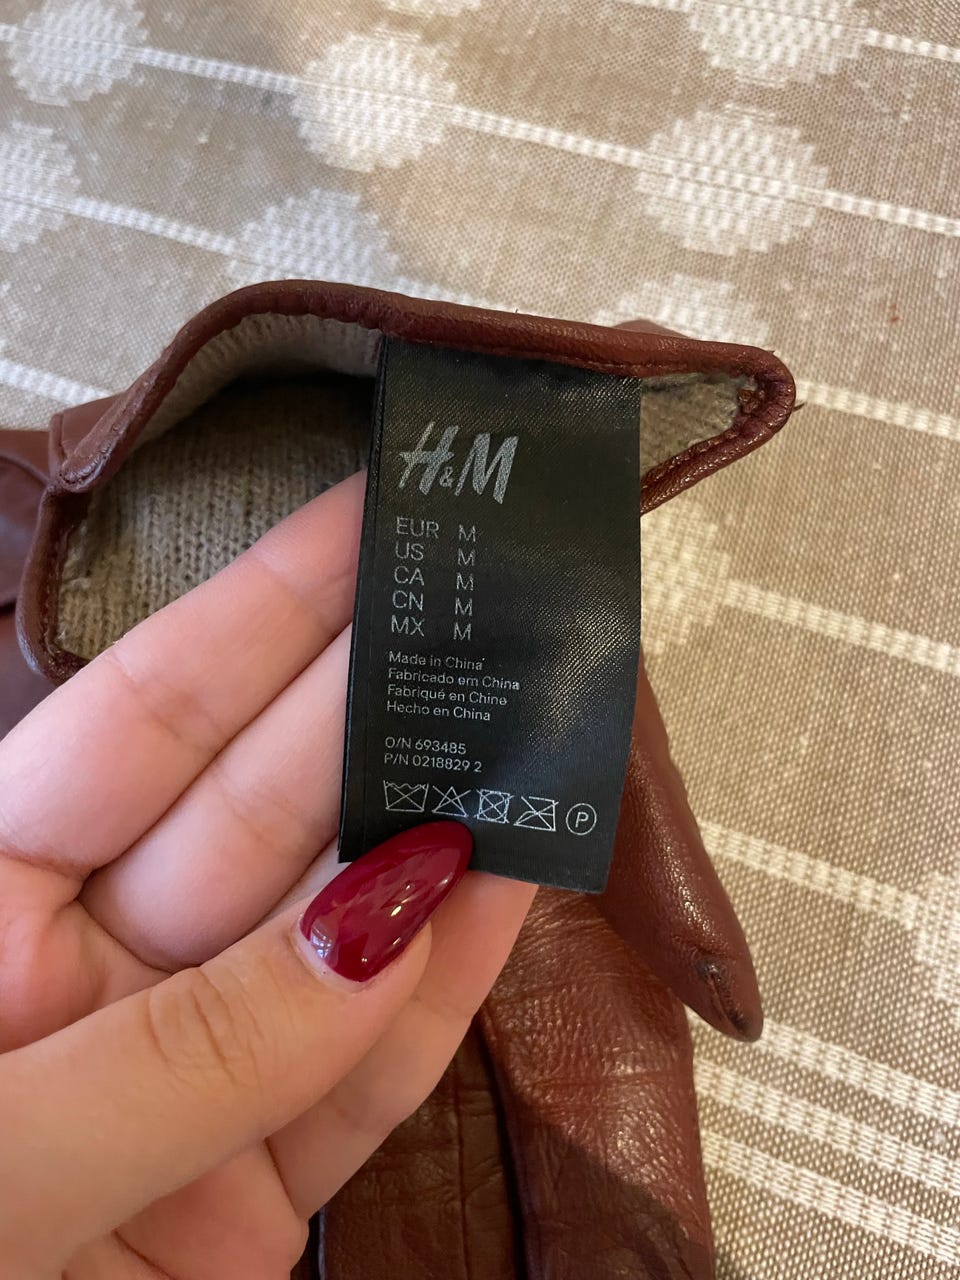 H&M
EUR M
US M
CA M
CN M
MX M
Made in China
Fabricado em China
Fabriqué en Chine
Hecho en China
O/N 693485
P/N 0218829 2
P